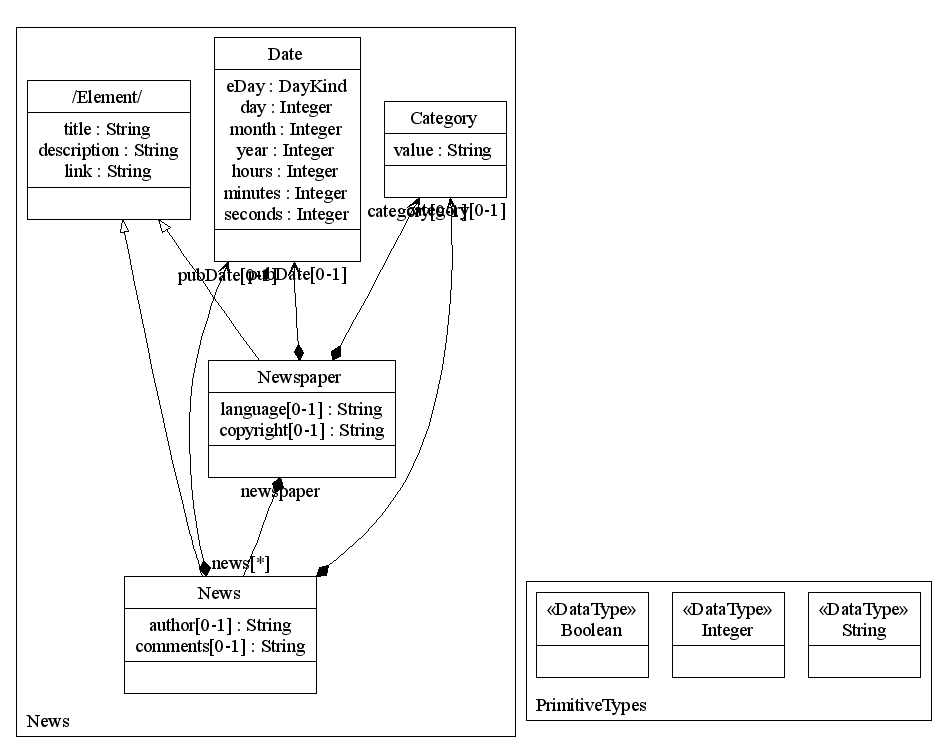 Date
eDay : DayKind
day : Integer
month : Integer
year : Integer
hours : Integer
minutes : Integer
seconds : Integer
/Element/
title : String
description : String
link : String
Category
value : String
category[0-1]
category[0-1]
pubDate[0-1]
pubDate[0-1]
Newspaper
language[0-1] : String
copyright[0-1] : String
newspaper
news[*]
News
author[0-1] : String
comments[0-1] : String
News
«DataType»
Boolean
«DataType»
Integer
«DataType»
String
PrimitiveTypes